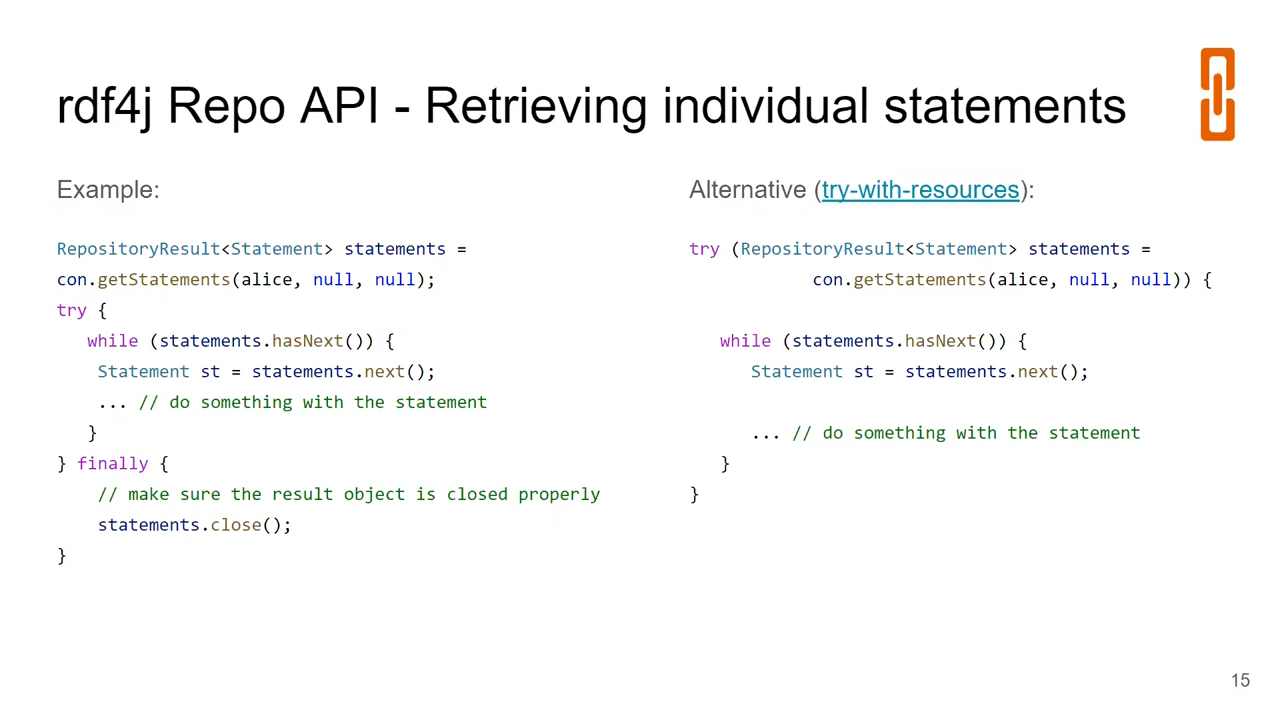 rdf4j Repo API - Retrieving individual statements
Example:
RepositoryResult<Statement> statements =
con.getStatements(alice, null, null);
try {
   while (statements.hasNext()) {
    Statement st = statements.next();
    ... // do something with the statement
   }
} finally {
    // make sure the result object is closed properly
    statements.close();
}
Alternative (try-with-resources):
try (RepositoryResult<Statement> statements =
            con.getStatements(alice, null, null)) {
   while (statements.hasNext()) {
      Statement st = statements.next();
      ... // do something with the statement
   }
}
15